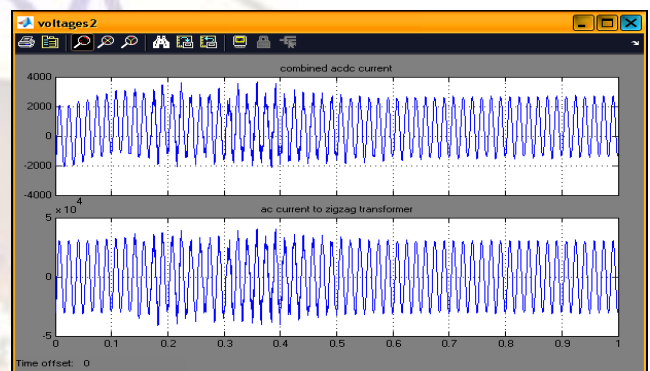 voltages2
combined acdc current
4000
2000
0
-2000
-4000
x 10^4
ac current to zigzag transformer
5
0
-5
0 0.1 0.2 0.3 0.4 0.5 0.6 0.7 0.8 0.9 1
Time offset: 0